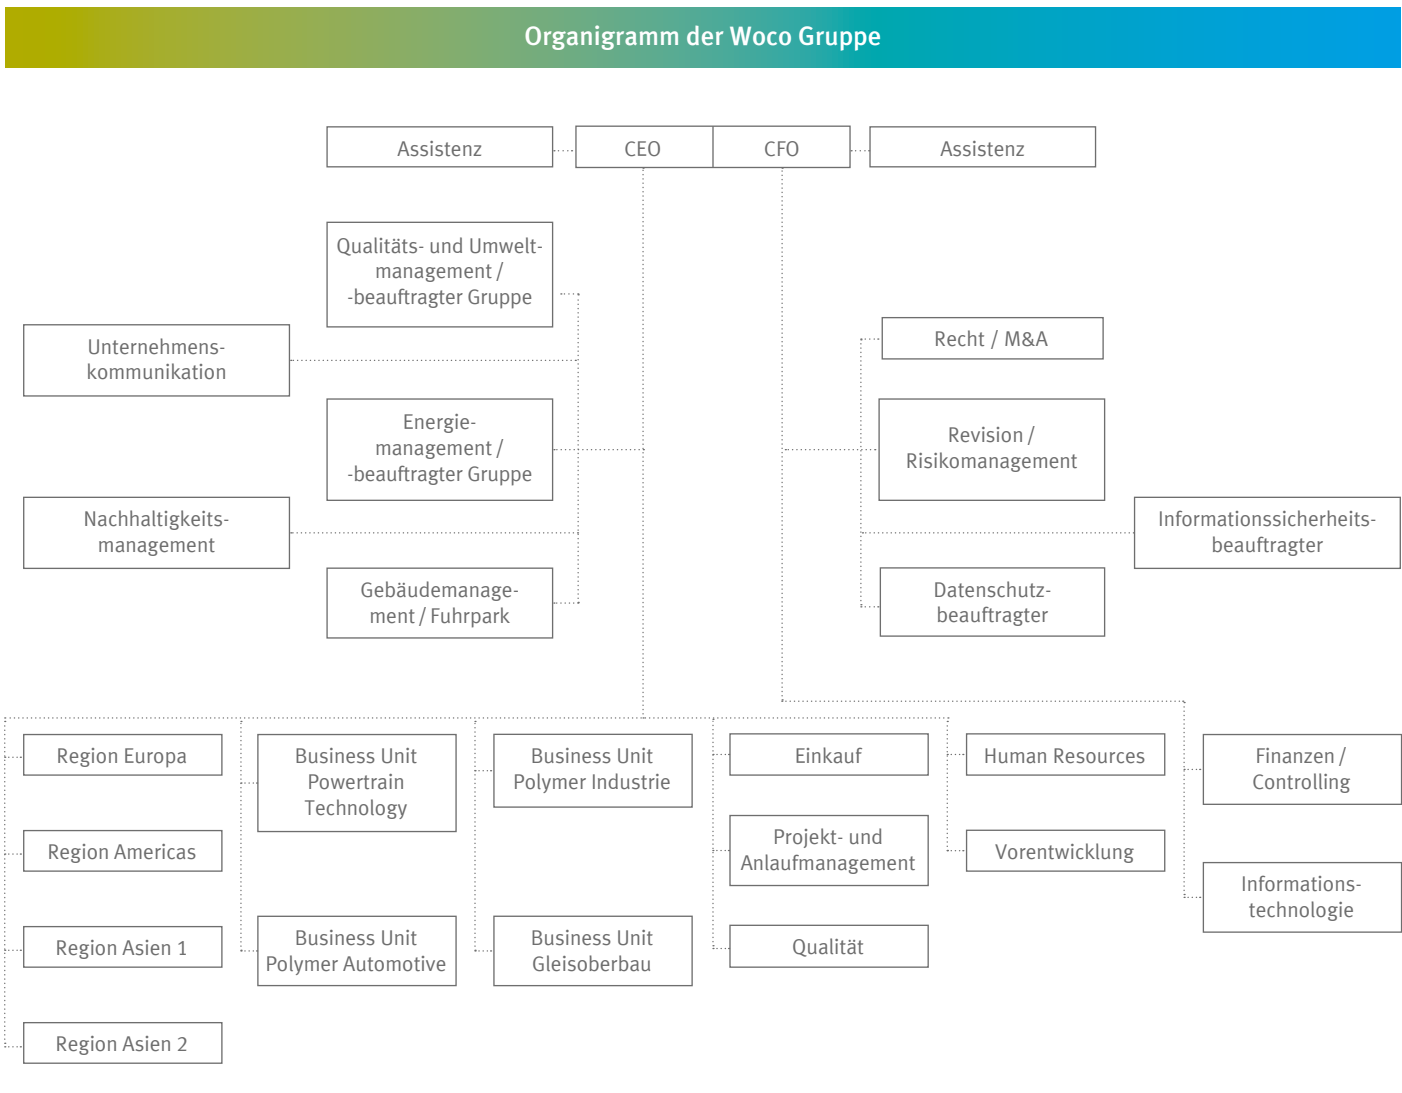 Organigramm der Woco Gruppe
Assistenz
CEO
CFO
Assistenz
Qualitäts- und Umwelt-
management /
-beauftragter Gruppe
Unternehmens-
kommunikation
Energie-
management /
-beauftragter Gruppe
Nachhaltigkeits-
management
Gebäudemanage-
ment / Fuhrpark
Recht / M&A
Revision /
Risikomanagement
Informationssicherheits-
beauftragter
Datenschutz-
beauftragter
Region Europa
Region Americas
Region Asien 1
Region Asien 2
Business Unit
Powertrain
Technology
Business Unit
Polymer Automotive
Business Unit
Polymer Industrie
Business Unit
Gleisoberbau
Einkauf
Projekt- und
Anlaufmanagement
Qualität
Human Resources
Vorentwicklung
Finanzen /
Controlling
Informations-
technologie